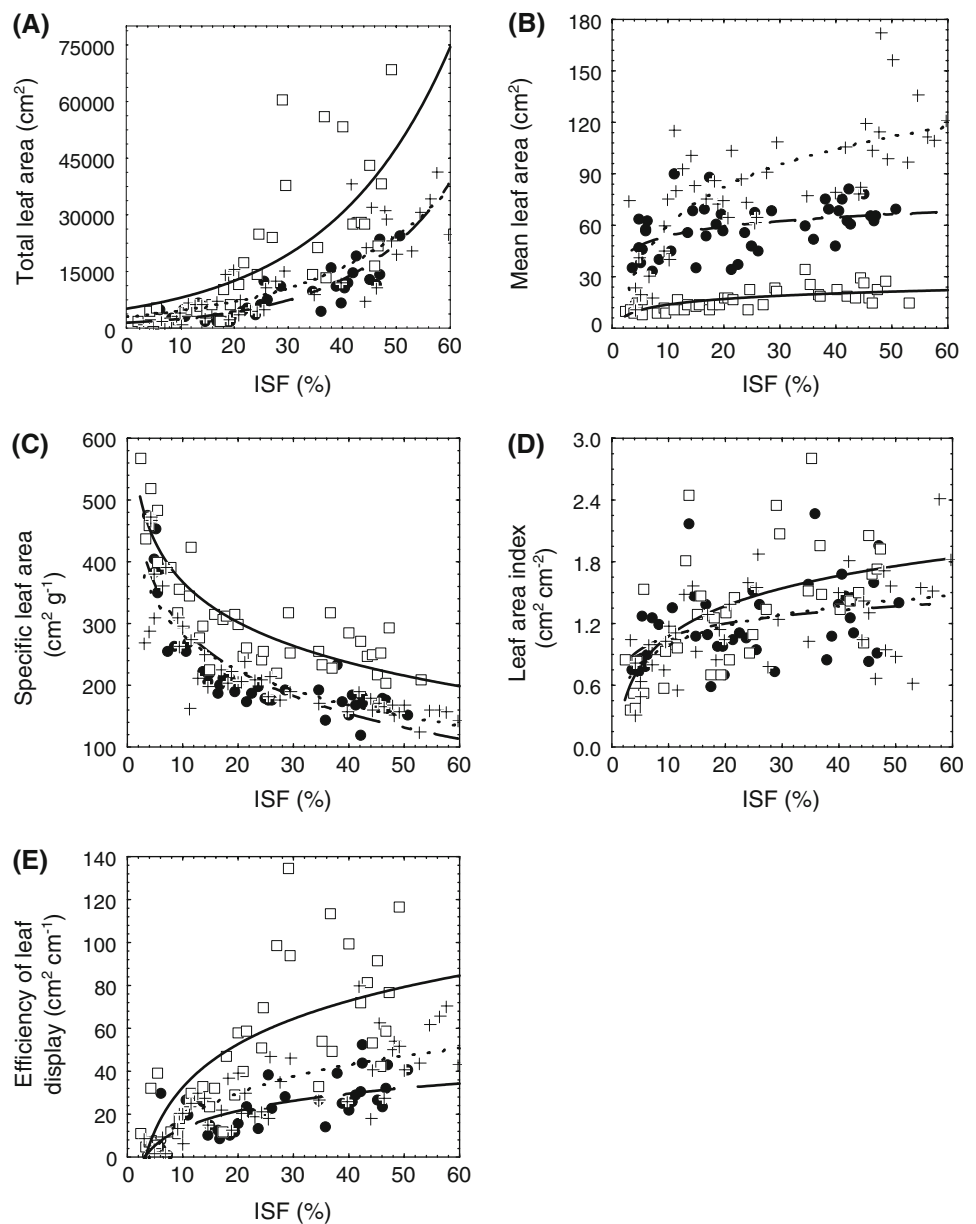 (A)
Total leaf area (cm²)
75000
60000
45000
30000
15000
0
0 10 20 30 40 50 60
ISF (%)
(B)
Mean leaf area (cm²)
180
150
120
90
60
30
0
0 10 20 30 40 50 60
ISF (%)
(C)
Specific leaf area
(cm² g⁻¹)
600
500
400
300
200
100
0 10 20 30 40 50 60
ISF (%)
(D)
Leaf area index
(cm² cm⁻²)
3.0
2.4
1.8
1.2
0.6
0.0
0 10 20 30 40 50 60
ISF (%)
(E)
Efficiency of leaf
display (cm² cm⁻¹)
140
120
100
80
60
40
20
0
0 10 20 30 40 50 60
ISF (%)